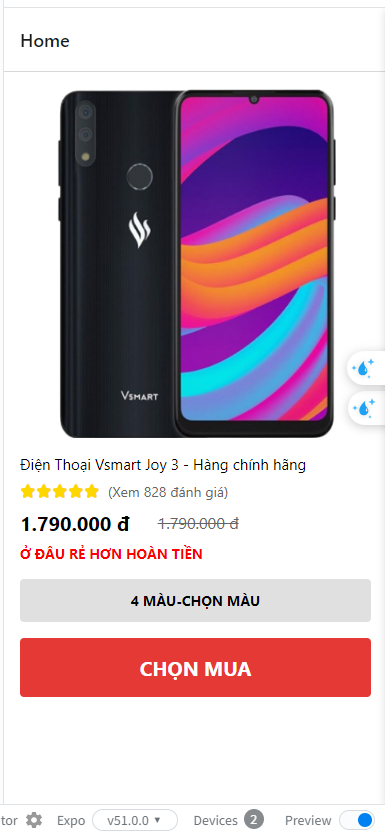 Home
VSMART
Điện Thoại Vsmart Joy 3 - Hàng chính hãng
(Xem 828 đánh giá)
1.790.000 đ 1.790.000 đ
Ở ĐÂU RẺ HƠN HOÀN TIỀN
4 MÀU-CHỌN MÀU
CHỌN MUA
tor Expo v51.0.0 Devices 2 Preview